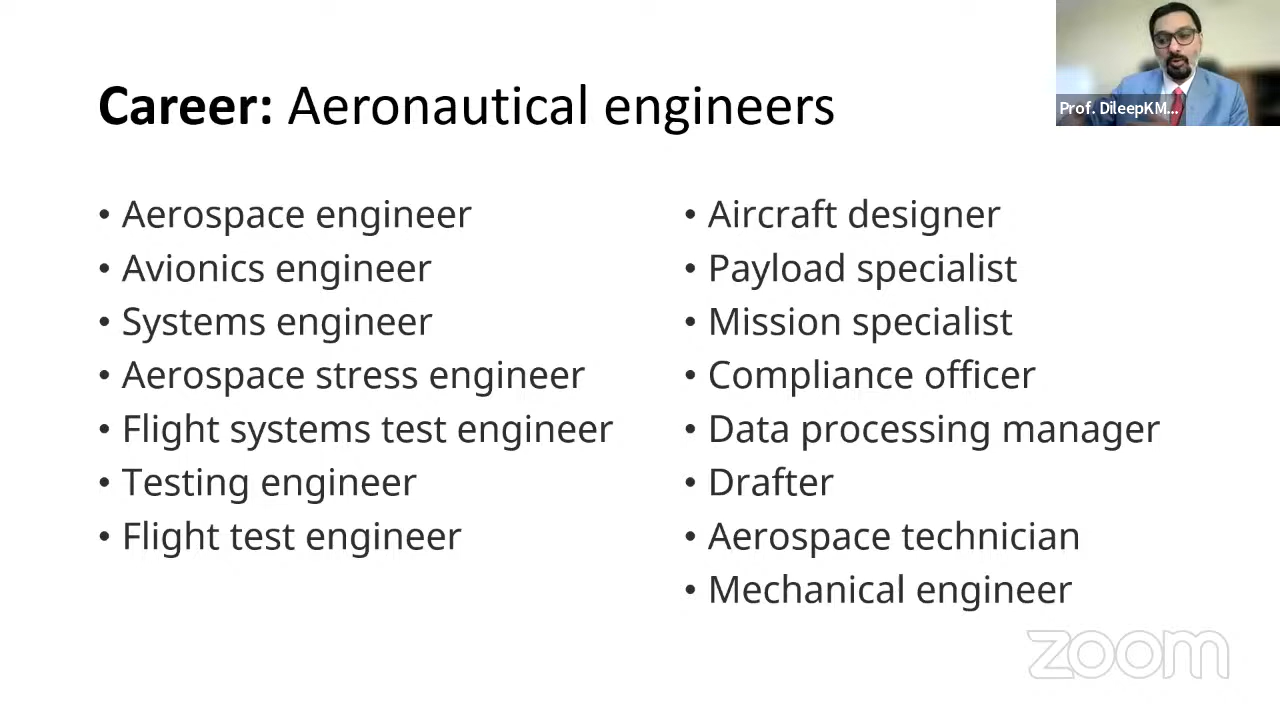 Career: Aeronautical engineers
Prof. DileepKM...
• Aerospace engineer
• Avionics engineer
• Systems engineer
• Aerospace stress engineer
• Flight systems test engineer
• Testing engineer
• Flight test engineer
• Aircraft designer
• Payload specialist
• Mission specialist
• Compliance officer
• Data processing manager
• Drafter
• Aerospace technician
• Mechanical engineer
zoom